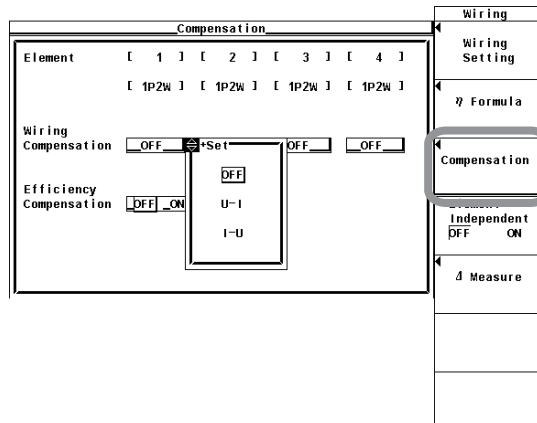 Compensation
Element [ 1 ] [ 2 ] [ 3 ] [ 4 ]
[ 1P2W ] [ 1P2W ] [ 1P2W ] [ 1P2W ]
Wiring
Compensation OFF OFF OFF
+Set
OFF
U-I
I-U
Efficiency
Compensation OFF ON
Wiring
Wiring
Setting
η Formula
Compensation
Independent
OFF ON
Δ Measure